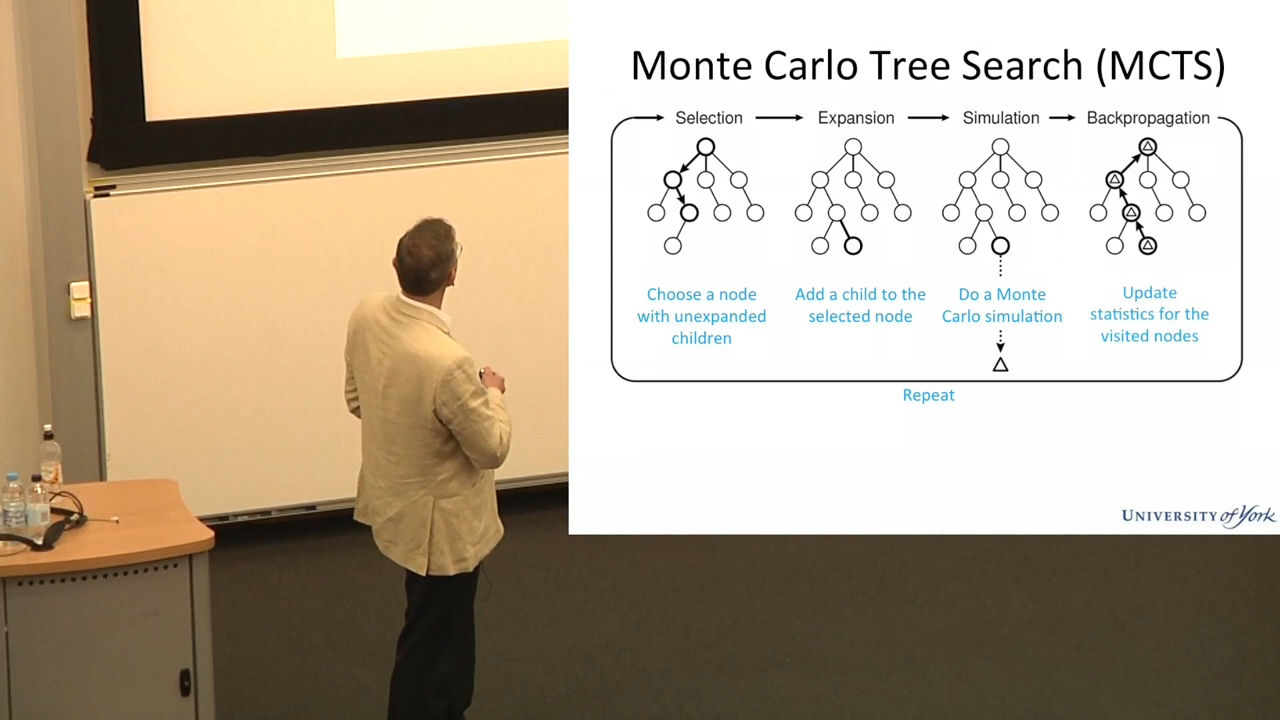 Monte Carlo Tree Search (MCTS)
Selection
Expansion
Simulation
Backpropagation
Choose a node
with unexpanded
children
Add a child to the
selected node
Do a Monte
Carlo simulation
Update
statistics for the
visited nodes
Repeat
UNIVERSITY of York